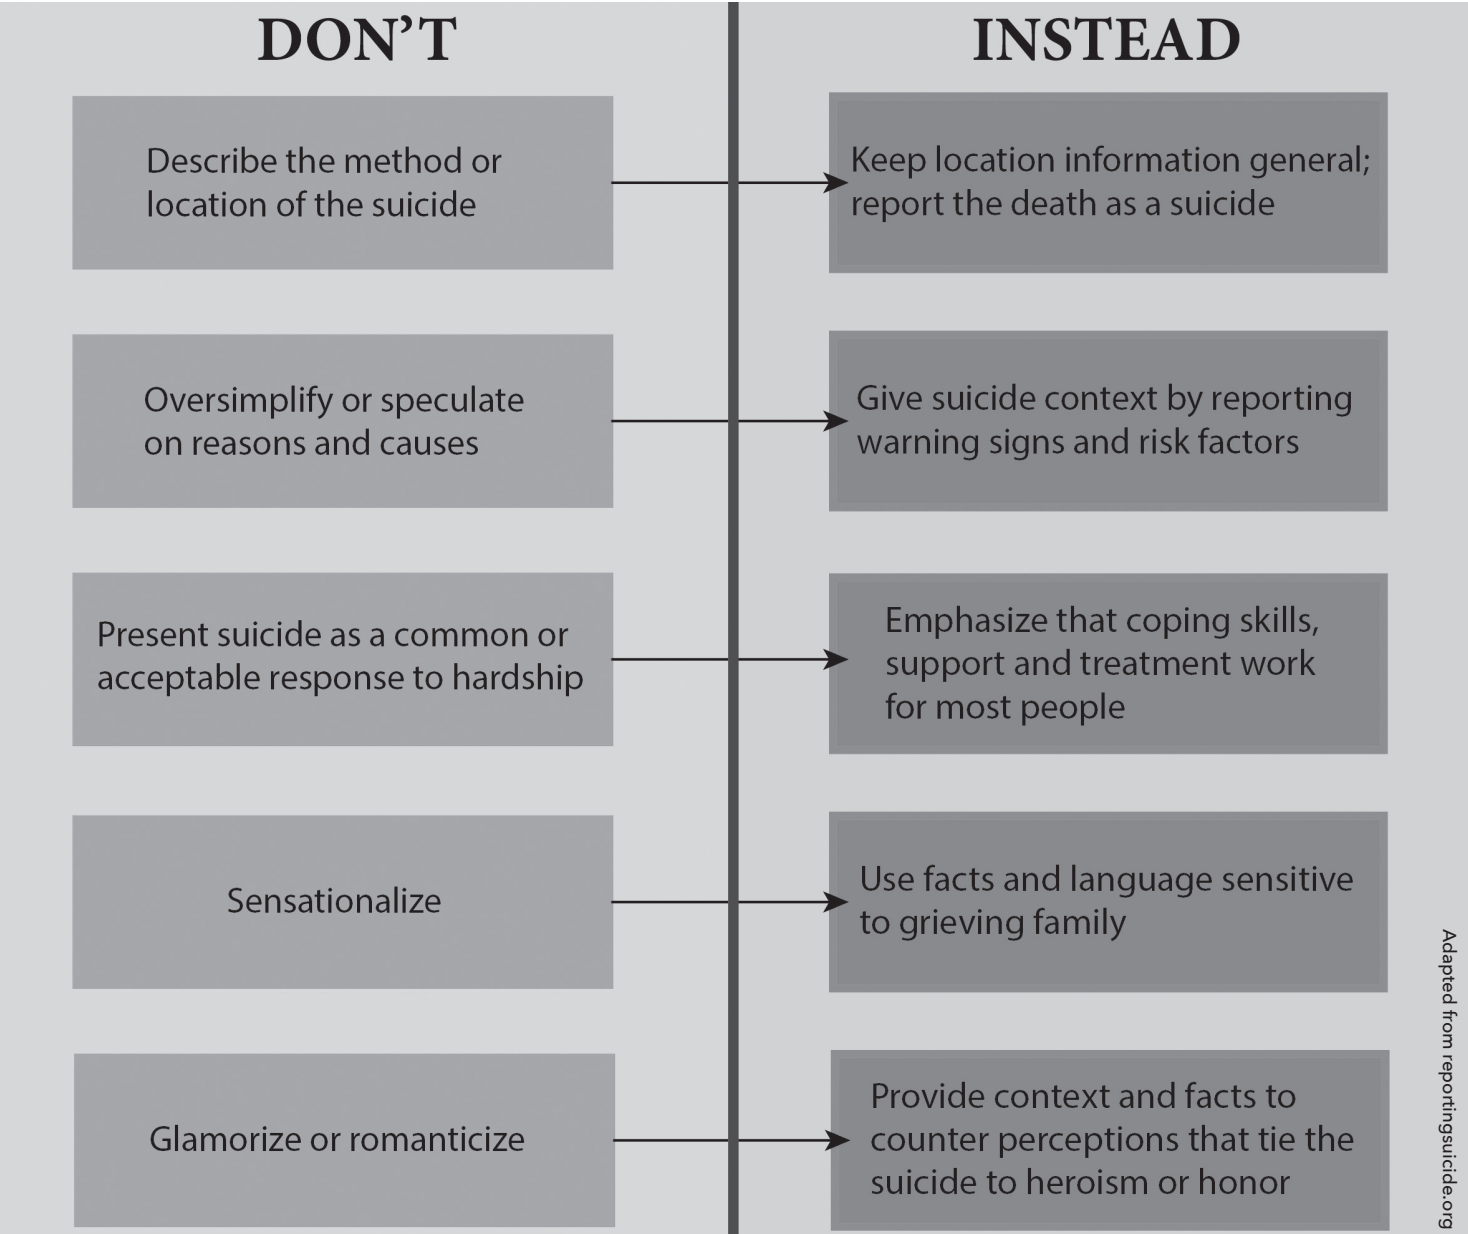 DON’T
INSTEAD
Describe the method or
location of the suicide
Keep location information general;
report the death as a suicide
Oversimplify or speculate
on reasons and causes
Give suicide context by reporting
warning signs and risk factors
Present suicide as a common or
acceptable response to hardship
Emphasize that coping skills,
support and treatment work
for most people
Sensationalize
Use facts and language sensitive
to grieving family
Glamorize or romanticize
Provide context and facts to
counter perceptions that tie the
suicide to heroism or honor
Adapted from reportingsuicide.org